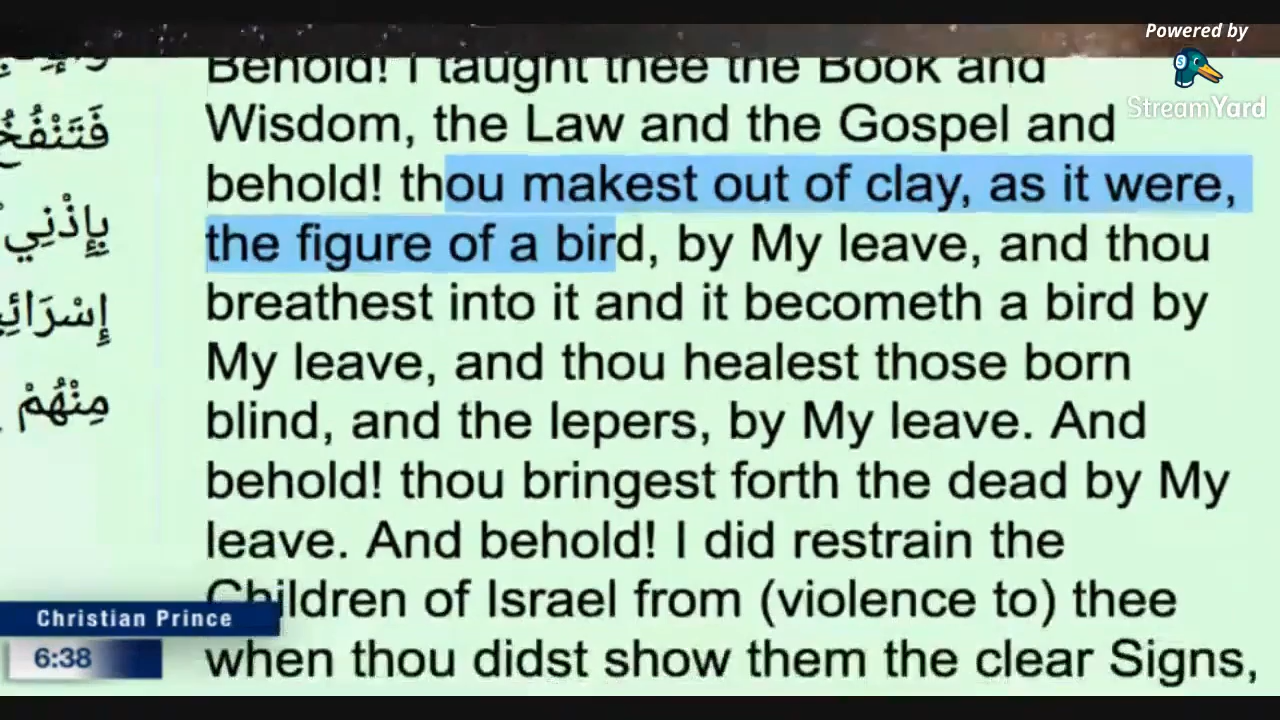 Powered by
StreamYard
Behold! I taught thee the Book and
Wisdom, the Law and the Gospel and
behold! thou makest out of clay, as it were,
the figure of a bird, by My leave, and thou
breathest into it and it becometh a bird by
My leave, and thou healest those born
blind, and the lepers, by My leave. And
behold! thou bringest forth the dead by My
leave. And behold! I did restrain the
Children of Israel from (violence to) thee
when thou didst show them the clear Signs,
بِإِذْنِي
مِنْهُمْ
Christian Prince
6:38